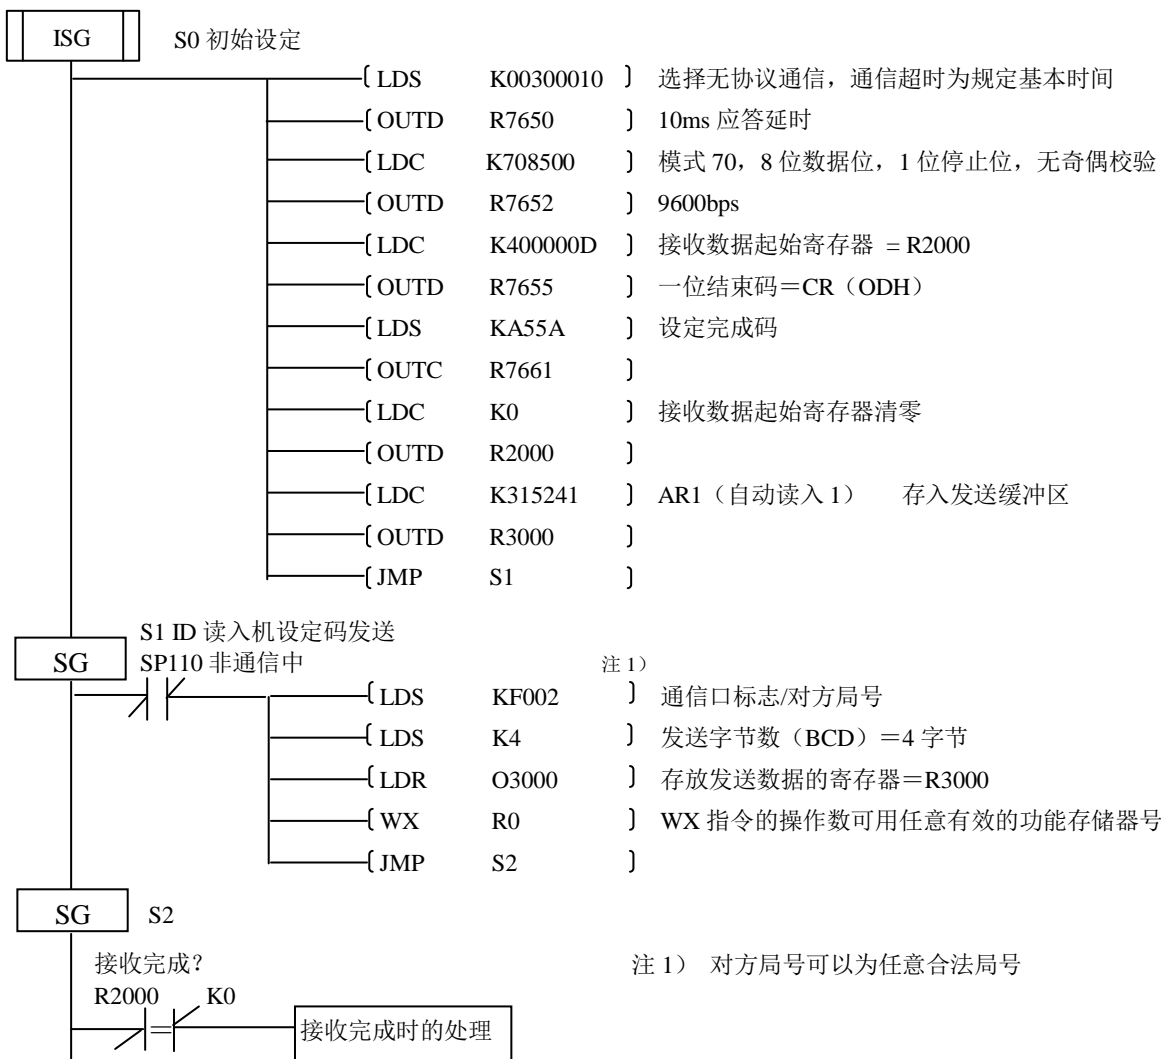 ISG S0 初始设定
LDS K00300010 选择无协议通信，通信超时为规定基本时间
OUTD R7650 10ms 应答延时
LDC K708500 模式 70，8 位数据位，1 位停止位，无奇偶校验
OUTD R7652 9600bps
LDC K400000D 接收数据起始寄存器 = R2000
OUTD R7655 一位结束码＝CR（ODH）
LDS KA55A 设定完成码
OUTC R7661
LDC K0 接收数据起始寄存器清零
OUTD R2000
LDC K315241 AR1（自动读入 1） 存入发送缓冲区
OUTD R3000
JMP S1
S1 ID 读入机设定码发送
SG SP110 非通信中 注 1）
LDS KF002 通信口标志/对方局号
LDS K4 发送字节数（BCD）＝4 字节
LDR O3000 存放发送数据的寄存器＝R3000
WX R0 WX 指令的操作数可用任意有效的功能存储器号
JMP S2
SG S2
接收完成？ 注 1） 对方局号可以为任意合法局号
R2000 K0
= 接收完成时的处理